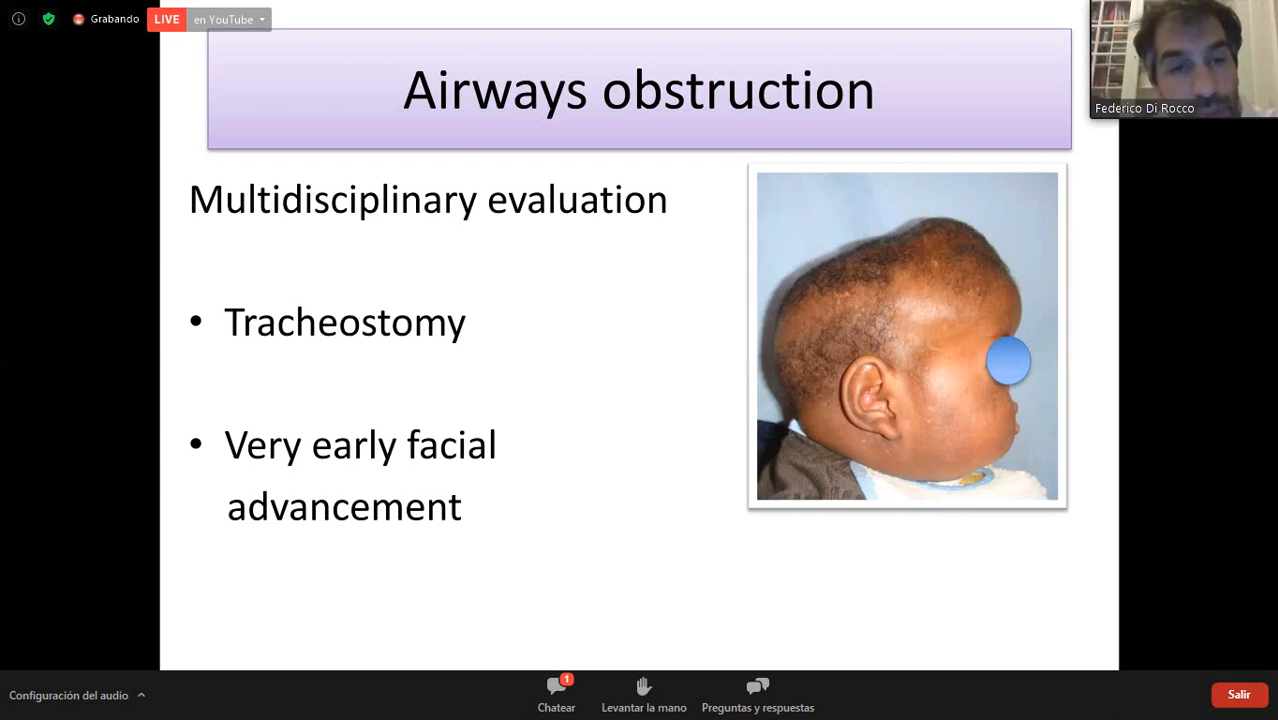 Grabando
LIVE en YouTube
Airways obstruction
Federico Di Rocco
Multidisciplinary evaluation
• Tracheostomy
• Very early facial
advancement
Configuración del audio
1
Chatear
Levantar la mano
Preguntas y respuestas
Salir